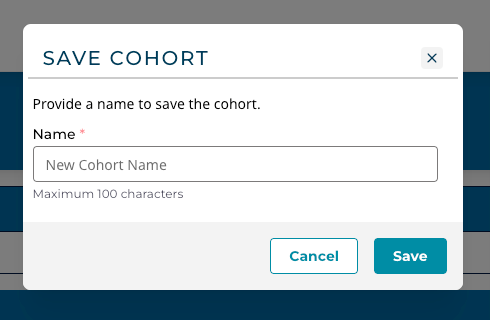 SAVE COHORT
Provide a name to save the cohort.
Name *
New Cohort Name
Maximum 100 characters
Cancel Save